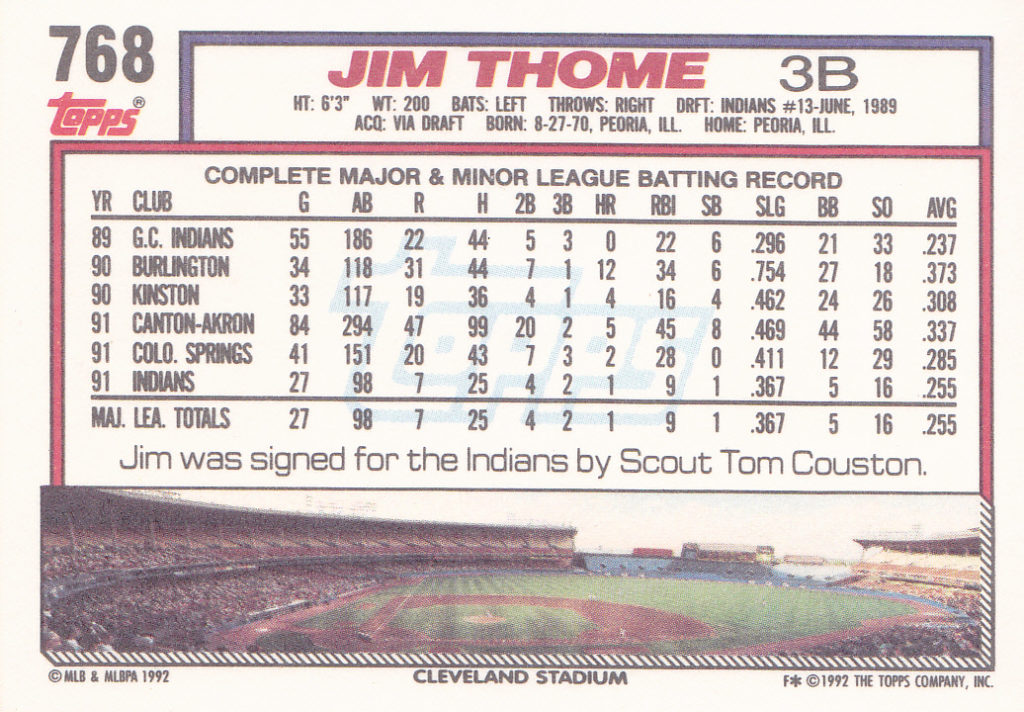 768
JIM THOME 3B
Topps®
HT: 6'3" WT: 200 BATS: LEFT THROWS: RIGHT DRFT: INDIANS #13-JUNE, 1989
ACQ: VIA DRAFT BORN: 8-27-70, PEORIA, ILL. HOME: PEORIA, ILL.
COMPLETE MAJOR & MINOR LEAGUE BATTING RECORD
YR CLUB G AB R H 2B 3B HR RBI SB SLG BB SO AVG
89 G.C. INDIANS 55 186 22 44 5 3 0 22 6 .296 21 33 .237
90 BURLINGTON 34 118 31 44 7 1 12 34 6 .754 27 18 .373
90 KINSTON 33 117 19 36 4 1 4 16 4 .462 24 26 .308
91 CANTON-AKRON 84 294 47 99 20 2 5 45 8 .469 44 58 .337
91 COLO. SPRINGS 41 151 20 43 7 3 2 28 0 .411 12 29 .285
91 INDIANS 27 98 7 25 4 2 1 9 1 .367 5 16 .255
MAJ. LEA. TOTALS 27 98 7 25 4 2 1 9 1 .367 5 16 .255
Topps
Jim was signed for the Indians by Scout Tom Couston.
© MLB & MLBPA 1992 CLEVELAND STADIUM F✱ © 1992 THE TOPPS COMPANY, INC.